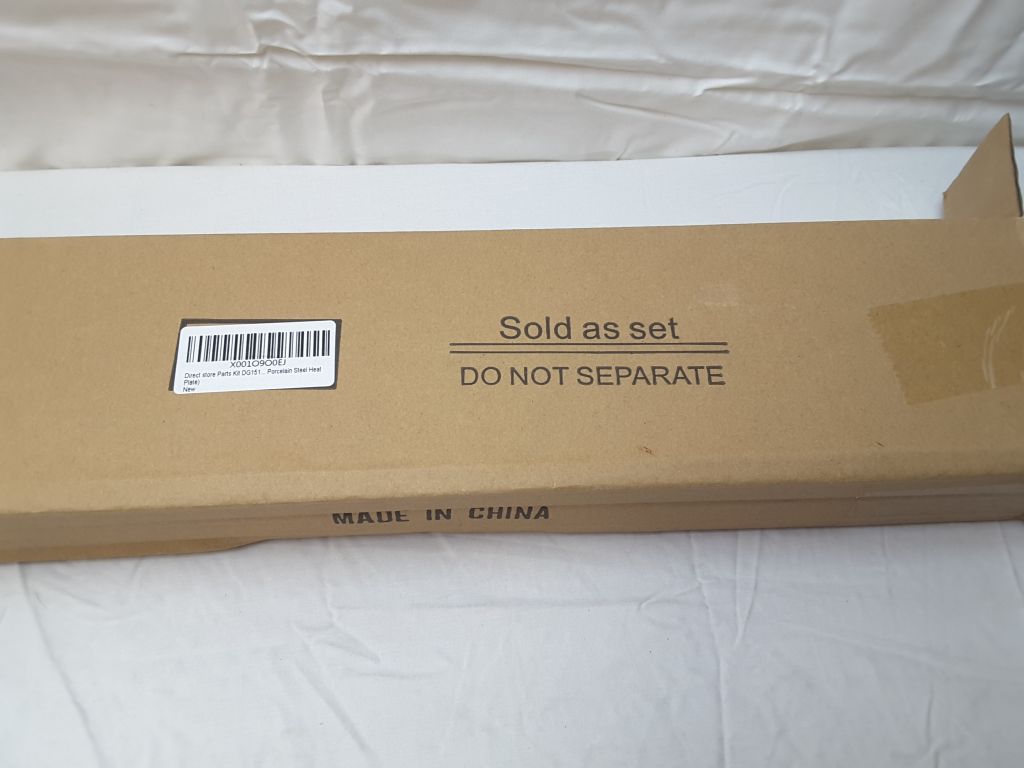 X001O9O0EJ
Direct store Parts Kit DG151... Porcelain Steel Heat
Plate)
New
Sold as set
DO NOT SEPARATE
MADE IN CHINA